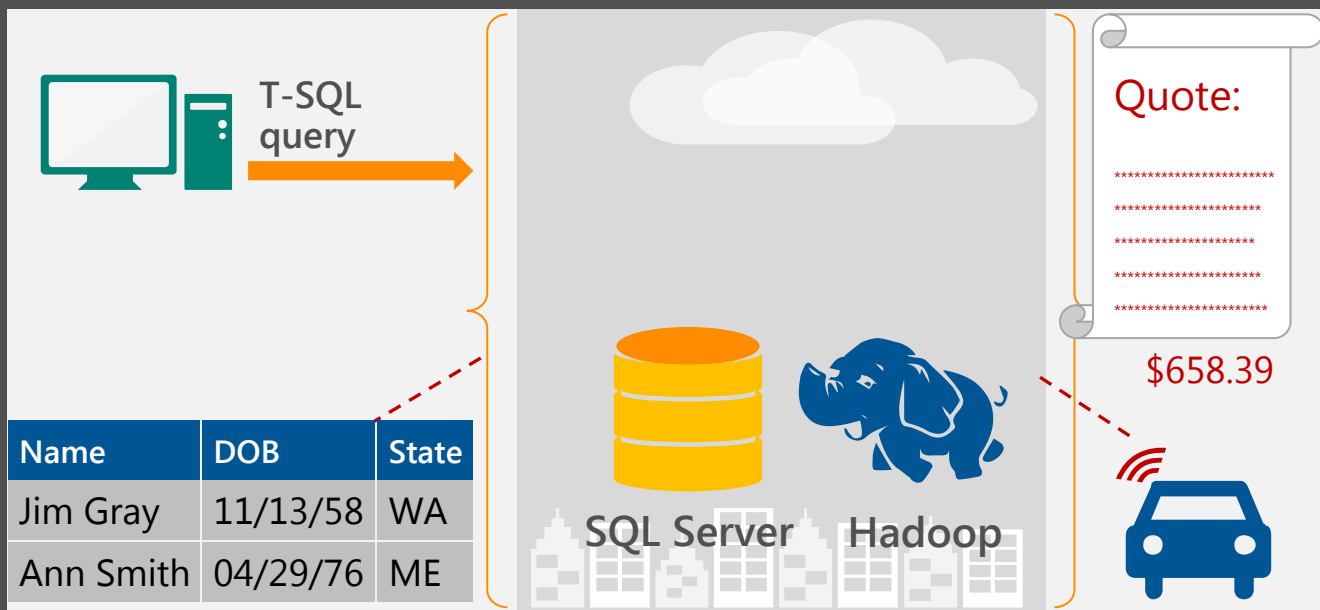 T-SQL
query
Quote:
************************
**********************
*********************
**********************
***********************
$658.39
Name DOB State
Jim Gray 11/13/58 WA
Ann Smith 04/29/76 ME
SQL Server Hadoop